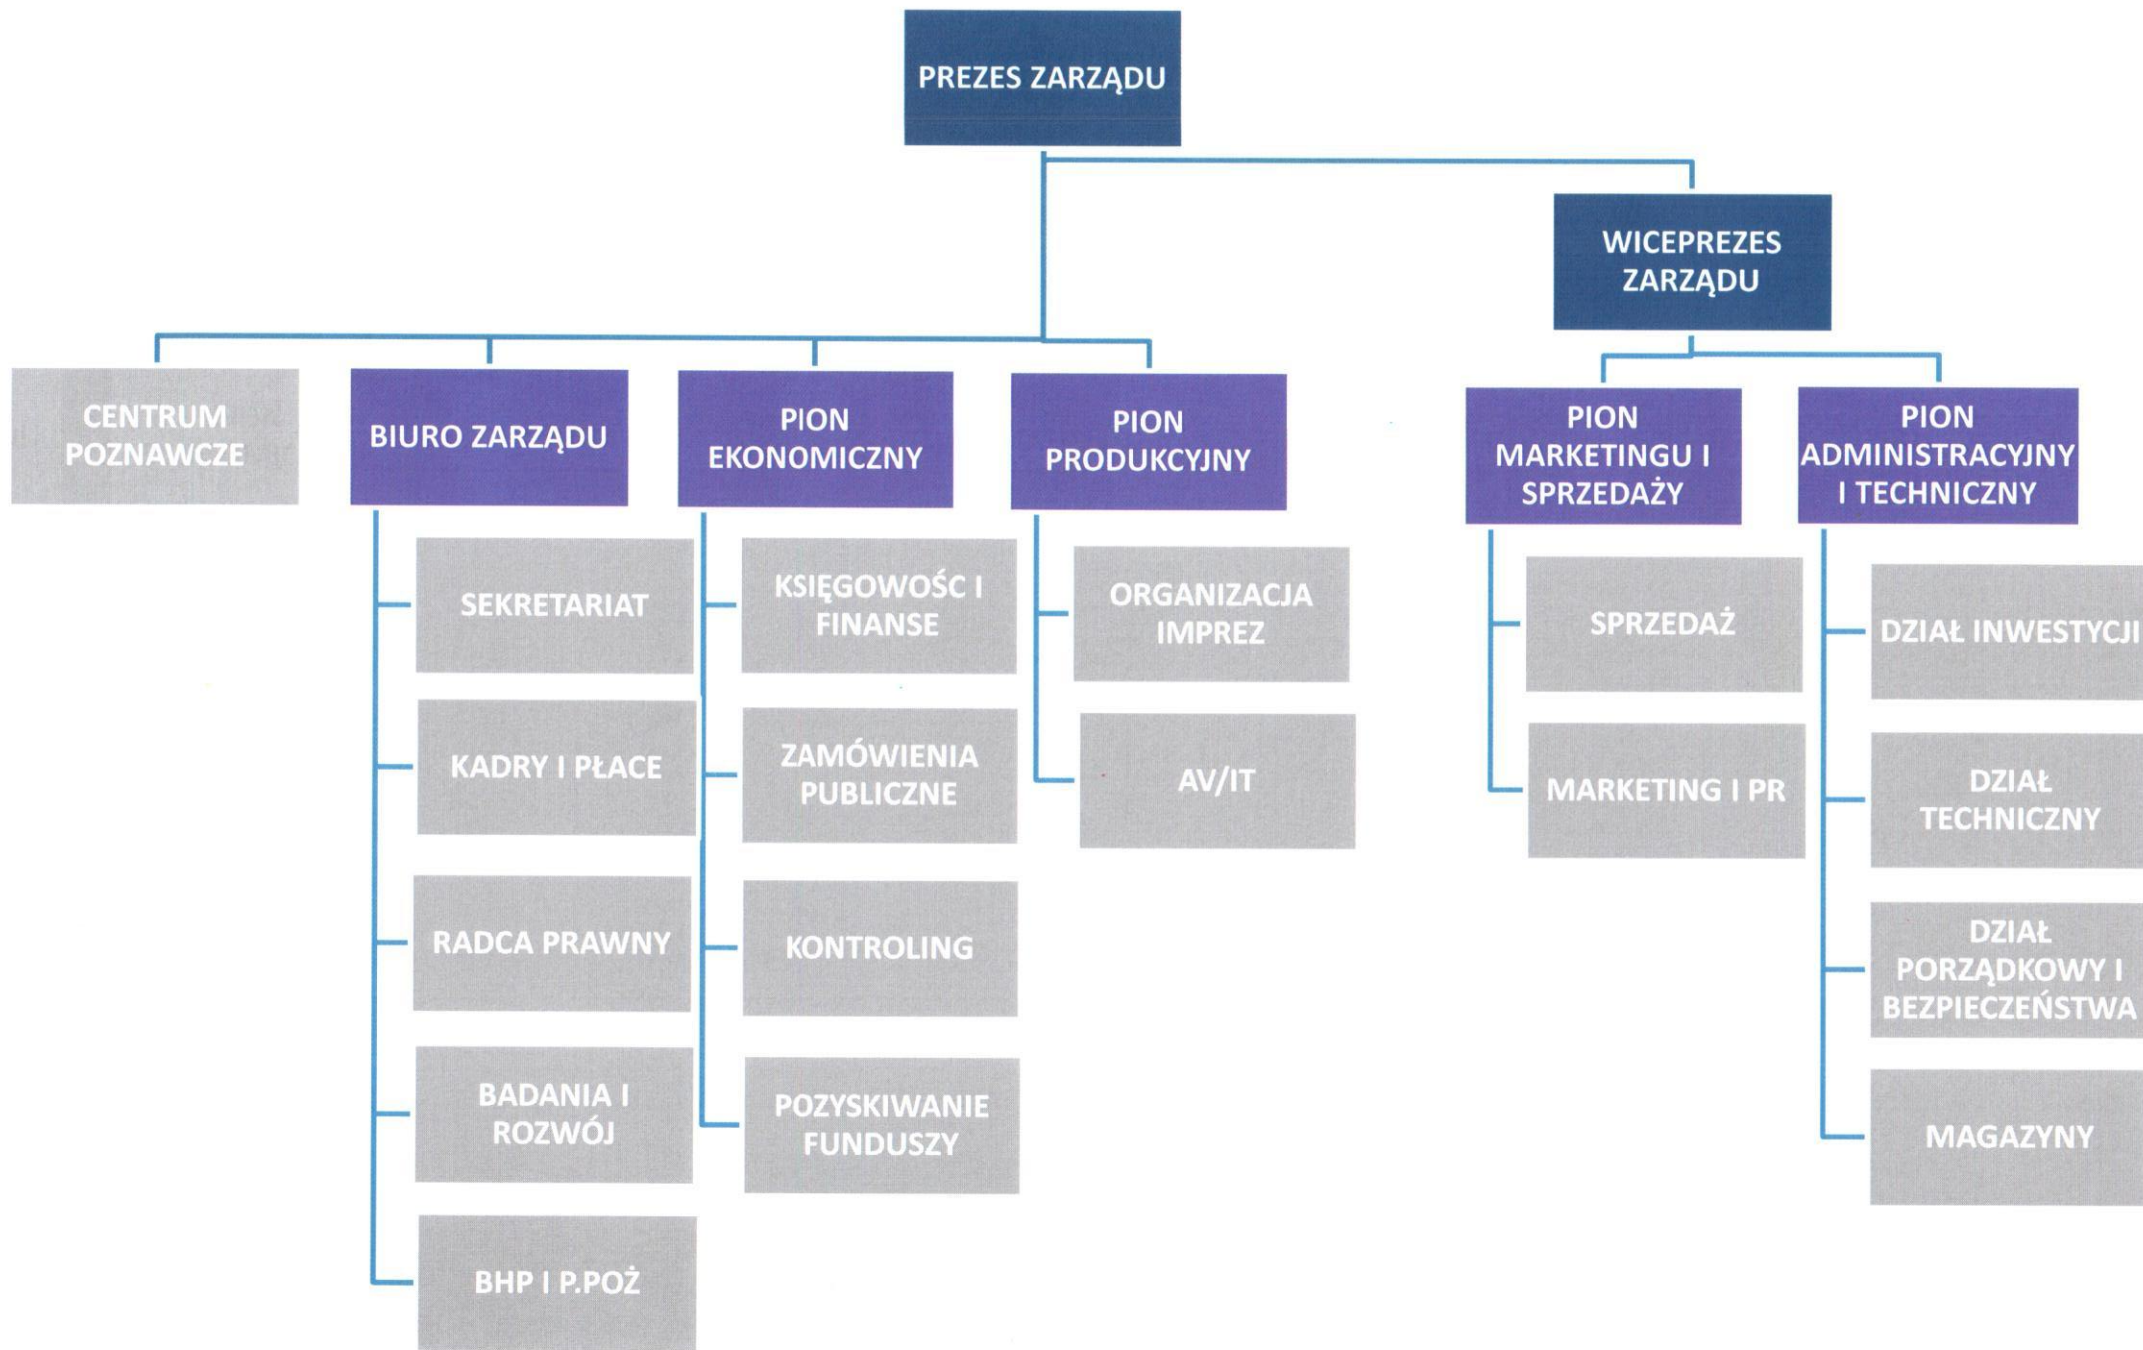 PREZES ZARZĄDU
WICEPREZES
ZARZĄDU
CENTRUM
POZNAWCZE
BIURO ZARZĄDU
PION
EKONOMICZNY
PION
PRODUKCYJNY
PION
MARKETINGU I
SPRZEDAŻY
PION
ADMINISTRACYJNY
I TECHNICZNY
SEKRETARIAT
KADRY I PŁACE
RADCA PRAWNY
BADANIA I
ROZWÓJ
BHP I P.POŻ
KSIĘGOWOŚC I
FINANSE
ZAMÓWIENIA
PUBLICZNE
KONTROLING
POZYSKIWANIE
FUNDUSZY
ORGANIZACJA
IMPREZ
AV/IT
SPRZEDAŻ
MARKETING I PR
DZIAŁ INWESTYCJI
DZIAŁ
TECHNICZNY
DZIAŁ
PORZĄDKOWY I
BEZPIECZEŃSTWA
MAGAZYNY